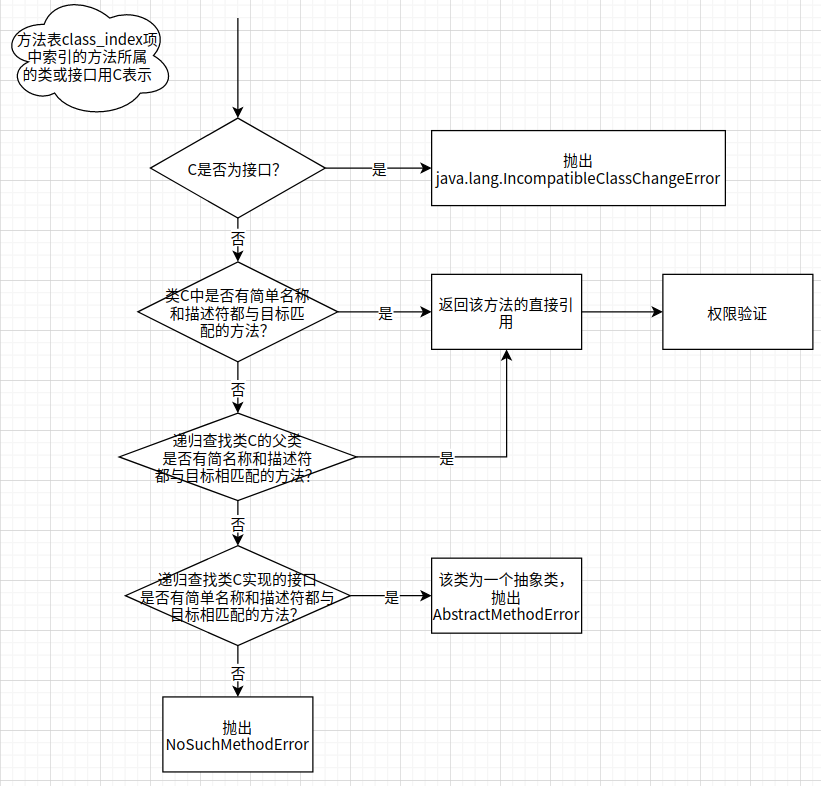 方法表class_index项
中索引的方法所属
的类或接口用C表示
C是否为接口?
是
抛出
java.lang.IncompatibleClassChangeError
否
类C中是否有简单名称
和描述符都与目标匹
配的方法?
是
返回该方法的直接引
用
权限验证
否
递归查找类C的父类
是否有简名称和描述符
都与目标相匹配的方法?
是
否
递归查找类C实现的接口
是否有简单名称和描述符都与
目标相匹配的方法?
是
该类为一个抽象类，
抛出
AbstractMethodError
否
抛出
NoSuchMethodError